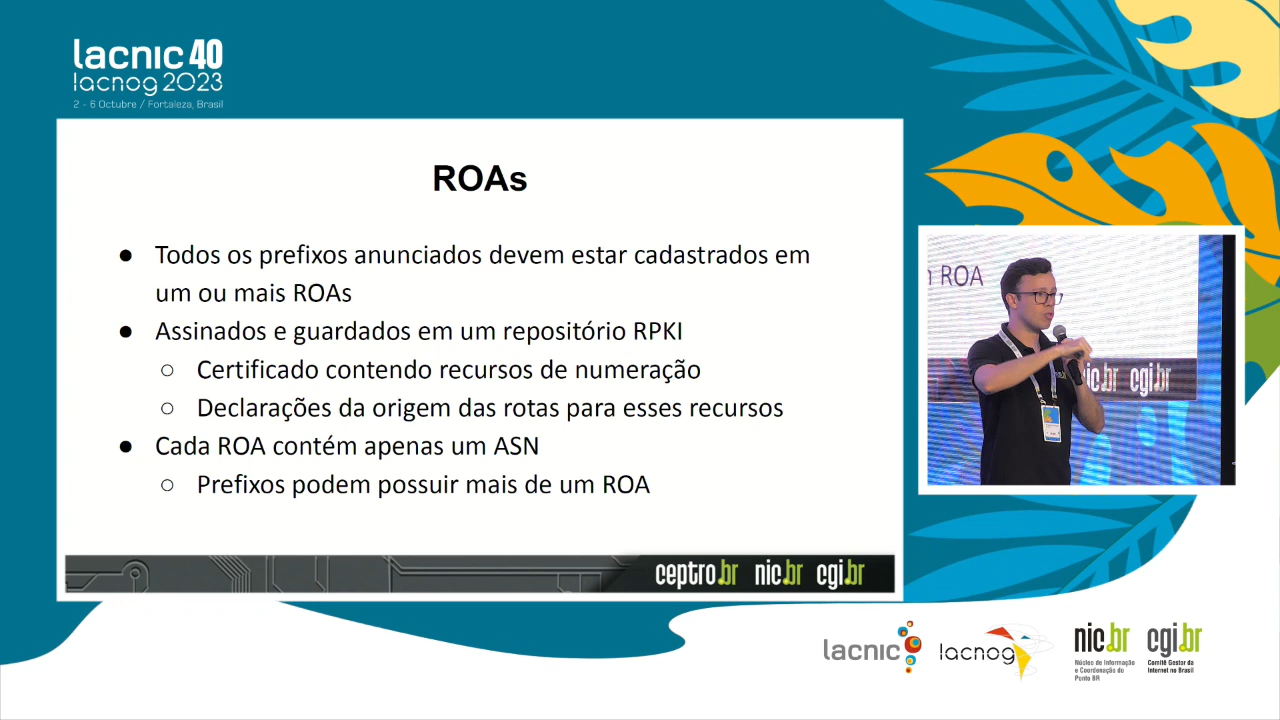 lacnic 40
lacnog 2023
2 - 6 Octubre / Fortaleza, Brasil
ROAs
● Todos os prefixos anunciados devem estar cadastrados em
um ou mais ROAs
● Assinados e guardados em um repositório RPKI
○ Certificado contendo recursos de numeração
○ Declarações da origem das rotas para esses recursos
● Cada ROA contém apenas um ASN
○ Prefixos podem possuir mais de um ROA
ceptro.br nic.br cgi.br
ROA
nic.br cgi.br
lacnic
lacnog
nic.br
Núcleo de Informação
e Coordenação do
Ponto BR
cgi.br
Comitê Gestor da
Internet no Brasil